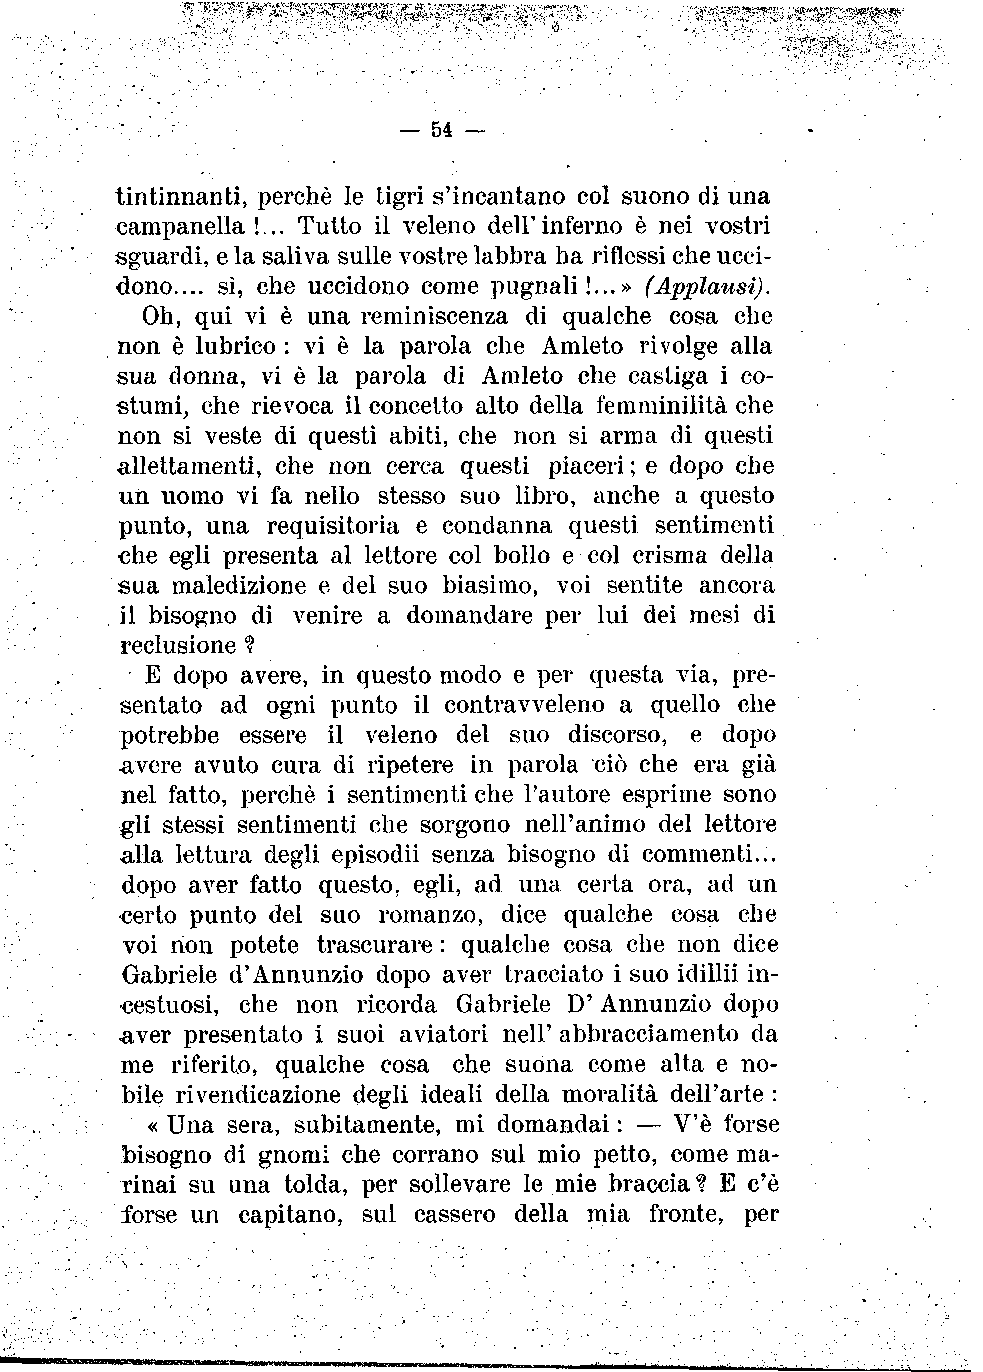 — 54 —
tintinnanti, perchè le tigri s'incantano col suono di una
campanella !... Tutto il veleno dell' inferno è nei vostri
sguardi, e la saliva sulle vostre labbra ha riflessi che ucci-
dono.... sì, che uccidono come pugnali !...» (Applausi).
Oh, qui vi è una reminiscenza di qualche cosa che
non è lubrico : vi è la parola che Amleto rivolge alla
sua donna, vi è la parola di Amleto che castiga i co-
stumi, che rievoca il concetto alto della femminilità che
non si veste di questi abiti, che non si arma di questi
allettamenti, che non cerca questi piaceri ; e dopo che
un uomo vi fa nello stesso suo libro, anche a questo
punto, una requisitoria e condanna questi sentimenti
che egli presenta al lettore col bollo e col crisma della
sua maledizione e del suo biasimo, voi sentite ancora
il bisogno di venire a domandare per lui dei mesi di
reclusione ?
E dopo avere, in questo modo e per questa via, pre-
sentato ad ogni punto il contravveleno a quello che
potrebbe essere il veleno del suo discorso, e dopo
avere avuto cura di ripetere in parola ciò che era già
nel fatto, perchè i sentimenti che l'autore esprime sono
gli stessi sentimenti che sorgono nell'animo del lettore
alla lettura degli episodii senza bisogno di commenti...
dopo aver fatto questo, egli, ad una certa ora, ad un
certo punto del suo romanzo, dice qualche cosa che
voi non potete trascurare : qualche cosa che non dice
Gabriele d'Annunzio dopo aver tracciato i suo idillii in-
cestuosi, che non ricorda Gabriele D' Annunzio dopo
aver presentato i suoi aviatori nell' abbracciamento da
me riferito, qualche cosa che suona come alta e no-
bile rivendicazione degli ideali della moralità dell'arte :
« Una sera, subitamente, mi domandai : — V'è forse
bisogno di gnomi che corrano sul mio petto, come ma-
rinai su una tolda, per sollevare le mie braccia ? E c'è
forse un capitano, sul cassero della mia fronte, per